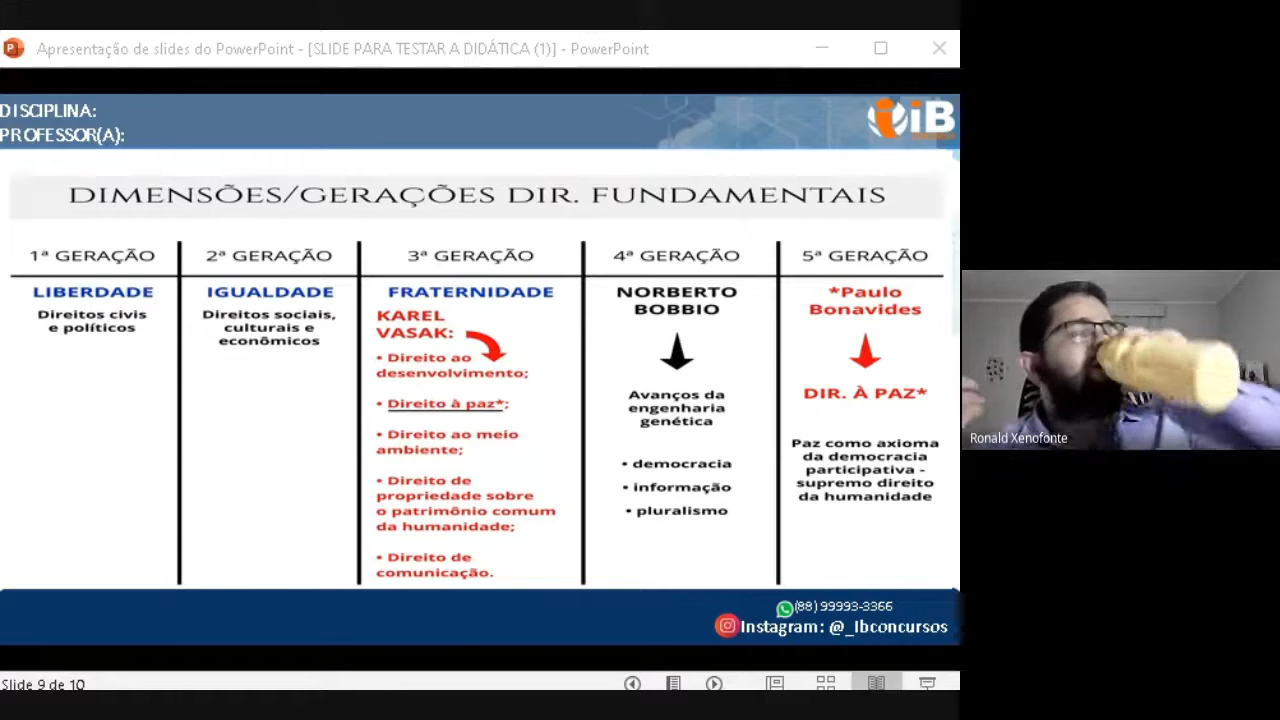 Apresentação de slides do PowerPoint - [SLIDE PARA TESTAR A DIDÁTICA (1)] - PowerPoint
DISCIPLINA:
PROFESSOR(A):
iB
DIMENSÕES/GERAÇÕES DIR. FUNDAMENTAIS
1ª GERAÇÃO
LIBERDADE
Direitos civis
e políticos
2ª GERAÇÃO
IGUALDADE
Direitos sociais,
culturais e
econômicos
3ª GERAÇÃO
FRATERNIDADE
KAREL
VASAK:
• Direito ao
desenvolvimento;
• Direito à paz*;
• Direito ao meio
ambiente;
• Direito de
propriedade sobre
o patrimônio comum
da humanidade;
• Direito de
comunicação.
4ª GERAÇÃO
NORBERTO
BOBBIO
Avanços da
engenharia
genética
• democracia
• informação
• pluralismo
5ª GERAÇÃO
*Paulo
Bonavides
DIR. À PAZ*
Paz como axioma
da democracia
participativa -
supremo direito
da humanidade
Ronald Xenofonte
(88) 99993-3366
Instagram: @_Ibconcursos
Slide 9 de 10